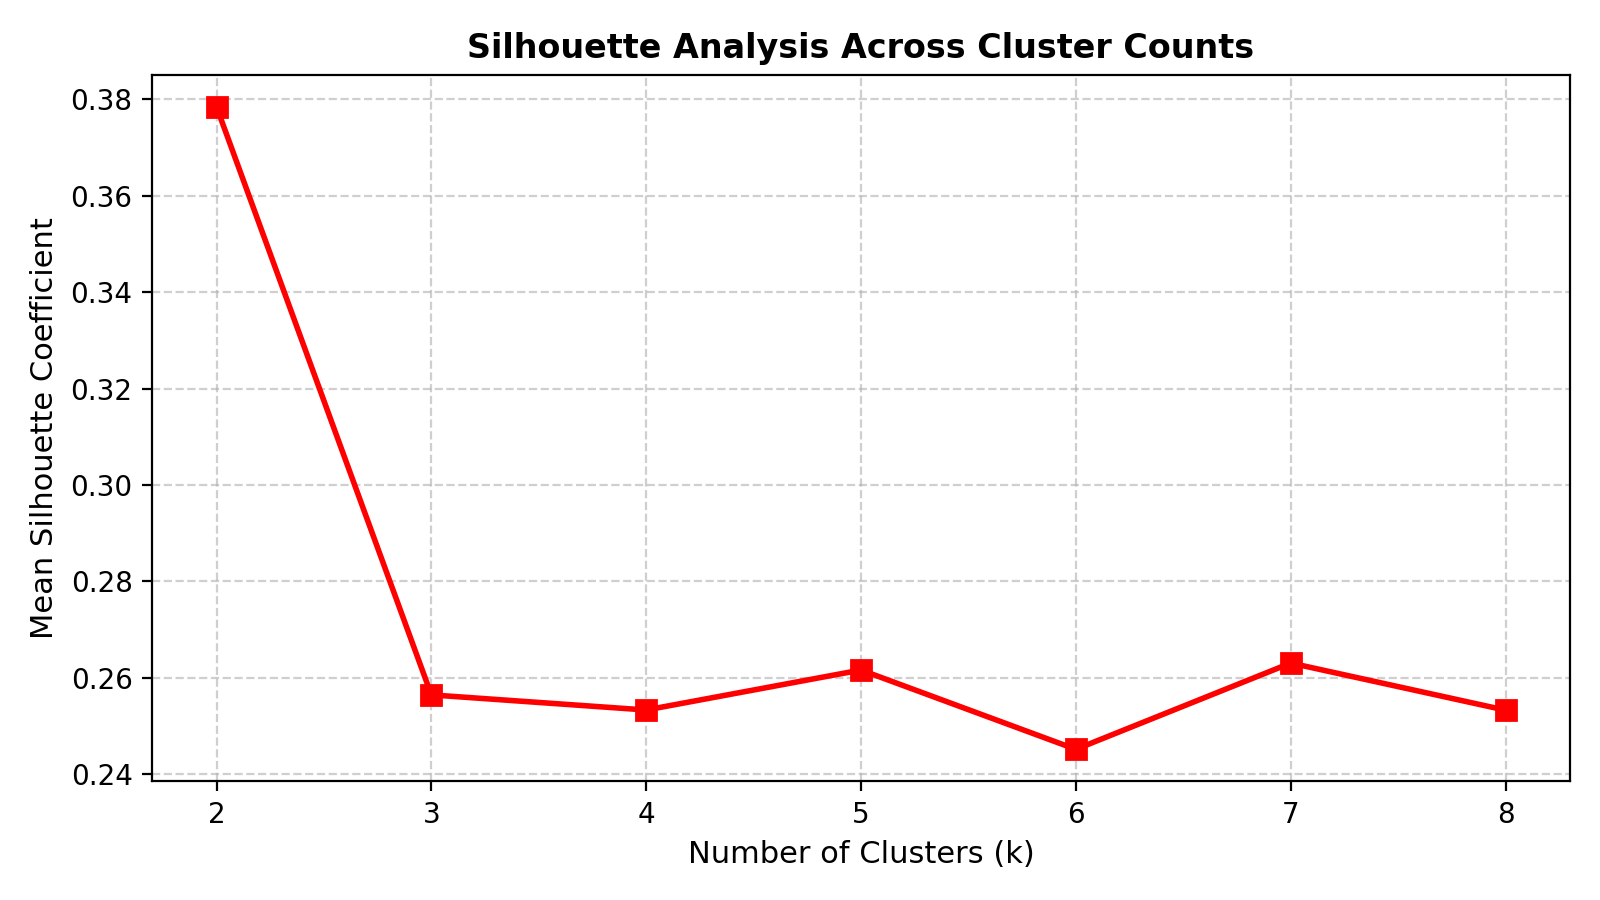 Silhouette Analysis Across Cluster Counts
Mean Silhouette Coefficient
0.38
0.36
0.34
0.32
0.30
0.28
0.26
0.24
2 3 4 5 6 7 8
Number of Clusters (k)